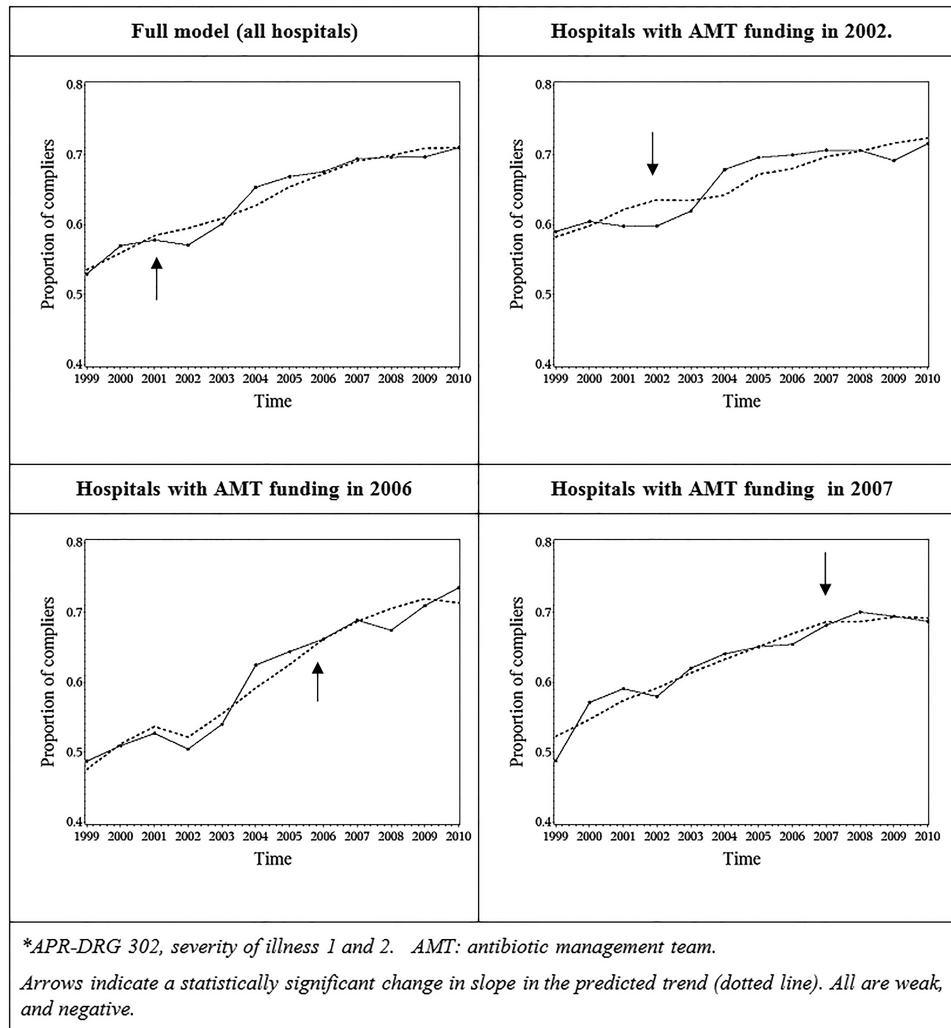 Full model (all hospitals)
Hospitals with AMT funding in 2002.
Proportion of compliers
0.8
0.7
0.6
0.5
0.4
1999 2000 2001 2002 2003 2004 2005 2006 2007 2008 2009 2010
Time
Proportion of compliers
0.8
0.7
0.6
0.5
0.4
1999 2000 2001 2002 2003 2004 2005 2006 2007 2008 2009 2010
Time
Hospitals with AMT funding in 2006
Hospitals with AMT funding in 2007
Proportion of compliers
0.8
0.7
0.6
0.5
0.4
1999 2000 2001 2002 2003 2004 2005 2006 2007 2008 2009 2010
Time
Proportion of compliers
0.8
0.7
0.6
0.5
0.4
1999 2000 2001 2002 2003 2004 2005 2006 2007 2008 2009 2010
Time
*APR-DRG 302, severity of illness 1 and 2. AMT: antibiotic management team.
Arrows indicate a statistically significant change in slope in the predicted trend (dotted line). All are weak,
and negative.